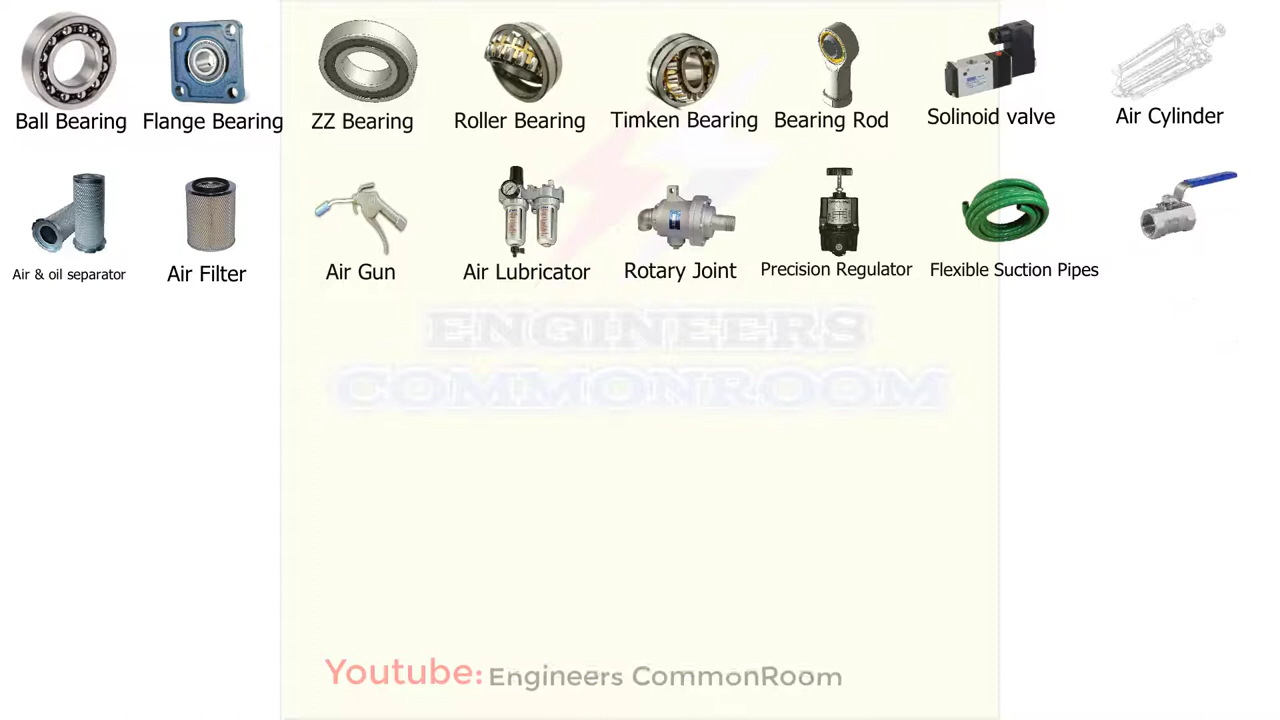 Ball Bearing
Flange Bearing
ZZ Bearing
Roller Bearing
Timken Bearing
Bearing Rod
Solinoid valve
Air Cylinder
Air & oil separator
Air Filter
Air Gun
Air Lubricator
Rotary Joint
Precision Regulator
Flexible Suction Pipes
ENGINEERS
COMMONROOM
Youtube: Engineers CommonRoom